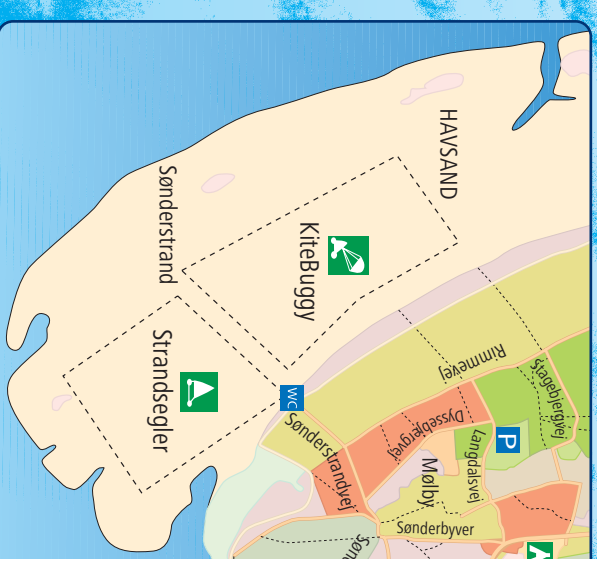 HAVSAND
Sønderstrand
KiteBuggy
Strandsegler
WC
Rimmevej
Stagebjergvej
Dyssebjergvej
P
Langdalsvej
Sønderstrandvej
Mølby
Sønderbyver